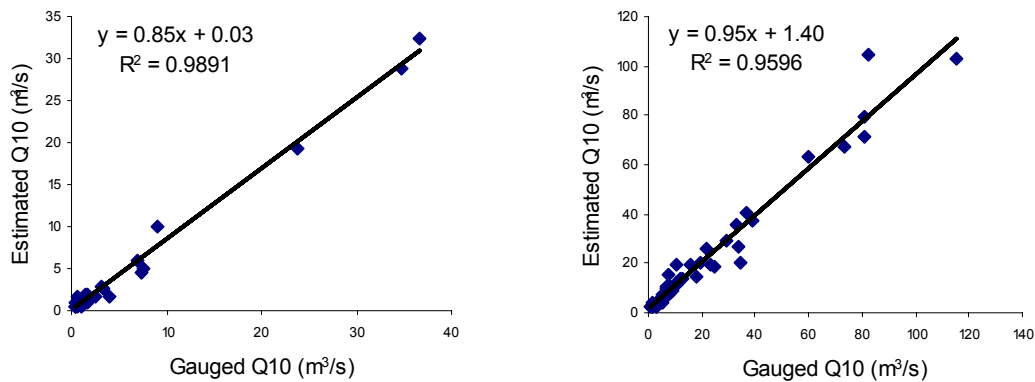 y = 0.85x + 0.03
R² = 0.9891
Estimated Q10 (m³/s)
35
30
25
20
15
10
5
0
0 10 20 30 40
Gauged Q10 (m³/s)
y = 0.95x + 1.40
R² = 0.9596
Estimated Q10 (m³/s)
120
100
80
60
40
20
0
0 20 40 60 80 100 120 140
Gauged Q10 (m³/s)